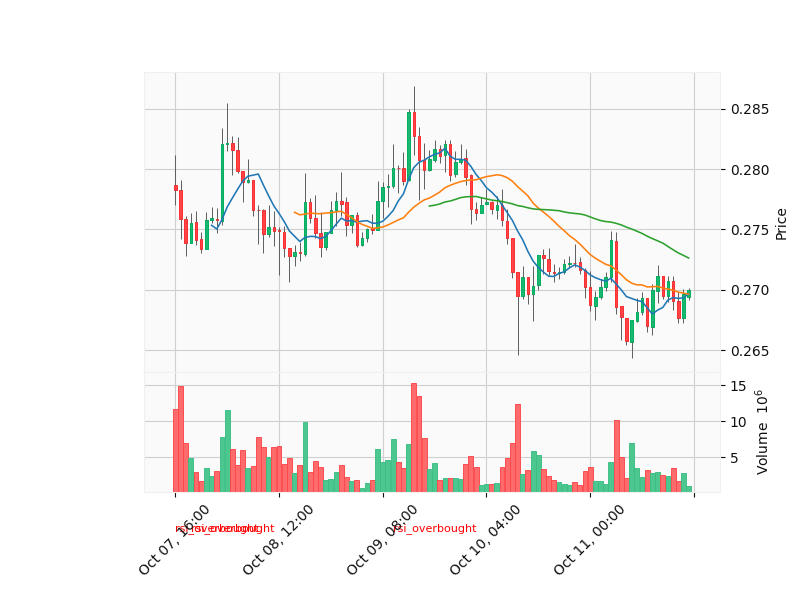 0.285
0.280
0.275
0.270
0.265
Price
15
10
5
Volume 10⁶
Oct 07, 16:00
Oct 08, 12:00
Oct 09, 08:00
Oct 10, 04:00
Oct 11, 00:00
rsi_overbought
rsi_overbought